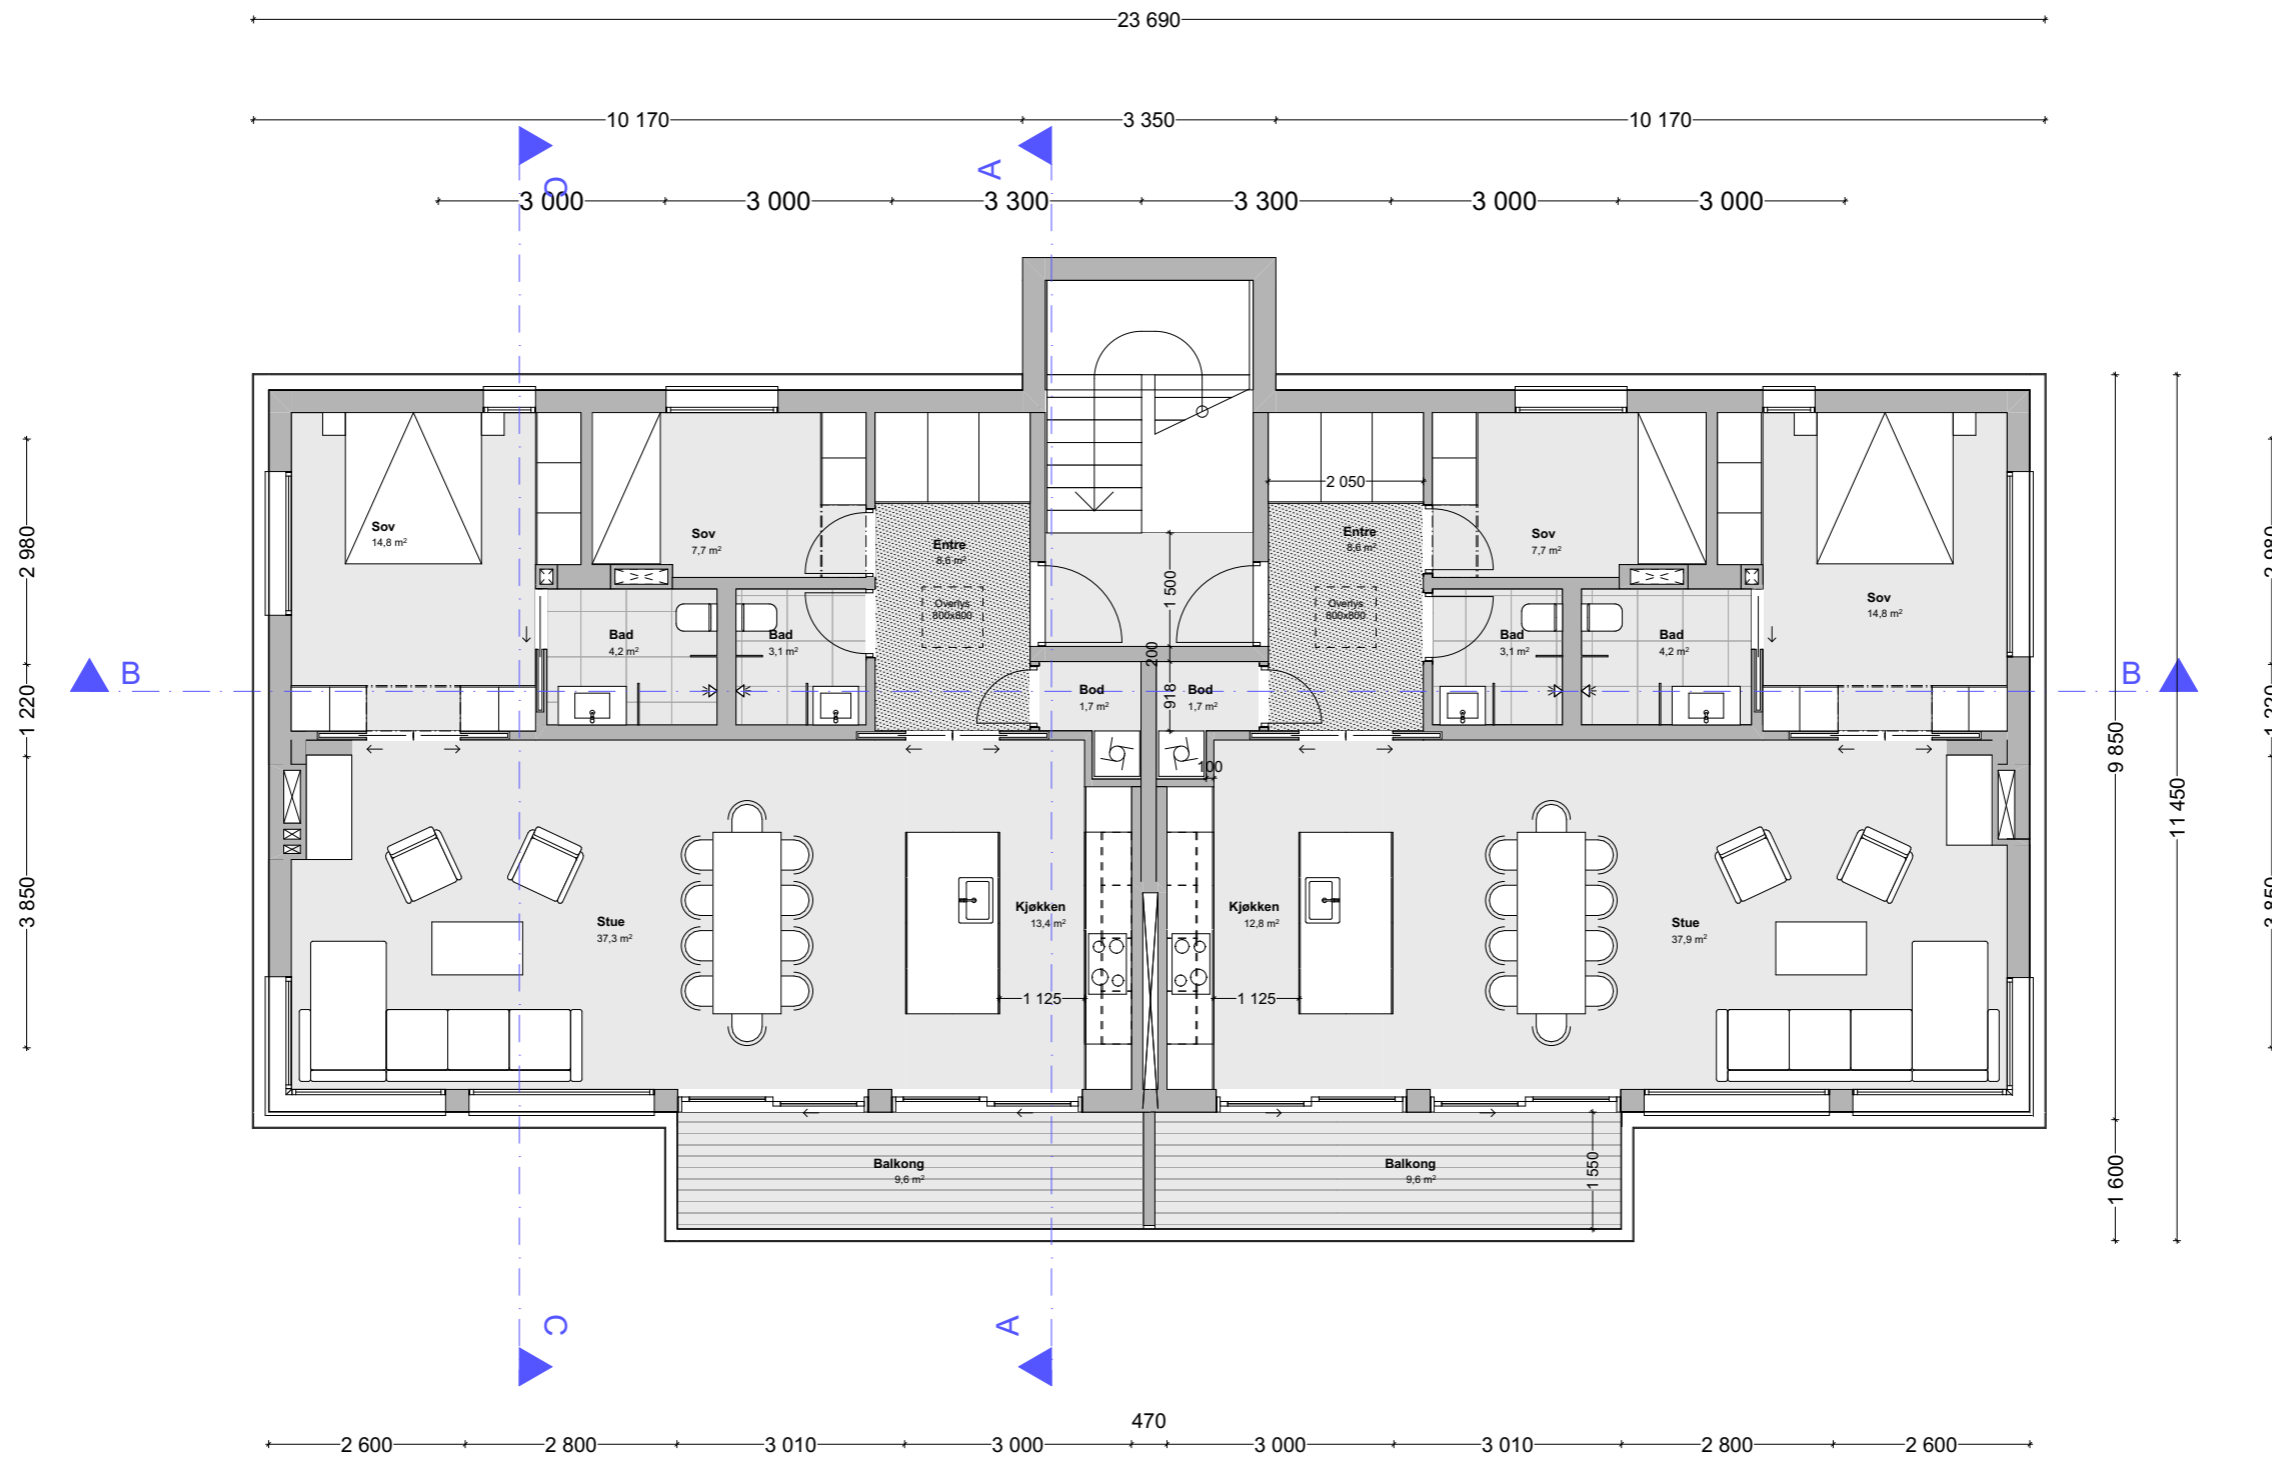 23 690
10 170
3 350
10 170
C
A
3 000
3 000
3 300
3 300
3 000
3 000
2 050
Sov
14,8 m²
Sov
7,7 m²
Entre
8,6 m²
Entre
8,6 m²
Sov
7,7 m²
Sov
14,8 m²
2 980
2 980
Overlys
800x800
1 500
Overlys
800x800
Bad
4,2 m²
Bad
3,1 m²
Bad
3,1 m²
Bad
4,2 m²
200
B
B
Bod
1,7 m²
918
Bod
1,7 m²
1 220
1 220
9 850
11 450
100
3 850
3 850
Stue
37,3 m²
Kjøkken
13,4 m²
Kjøkken
12,8 m²
Stue
37,9 m²
1 125
1 125
Balkong
9,6 m²
Balkong
9,6 m²
1 550
1 600
C
A
470
2 600
2 800
3 010
3 000
3 000
3 010
2 800
2 600